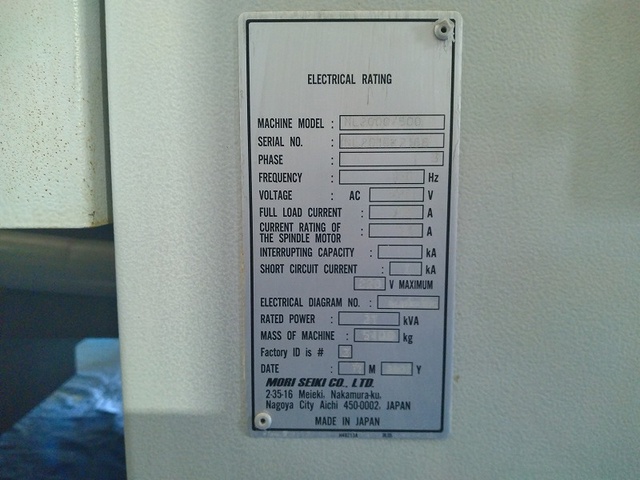 ELECTRICAL RATING
MACHINE MODEL :
SERIAL NO. :
PHASE :
FREQUENCY : Hz
VOLTAGE : AC V
FULL LOAD CURRENT : A
CURRENT RATING OF
THE SPINDLE MOTOR : A
INTERRUPTING CAPACITY : kA
SHORT CIRCUIT CURRENT : kA
V MAXIMUM
ELECTRICAL DIAGRAM NO. :
RATED POWER : kVA
MASS OF MACHINE : kg
Factory ID is #
DATE : M Y
MORI SEIKI CO., LTD.
2-35-16 Meieki, Nakamura-ku,
Nagoya City Aichi 450-0002, JAPAN
MADE IN JAPAN